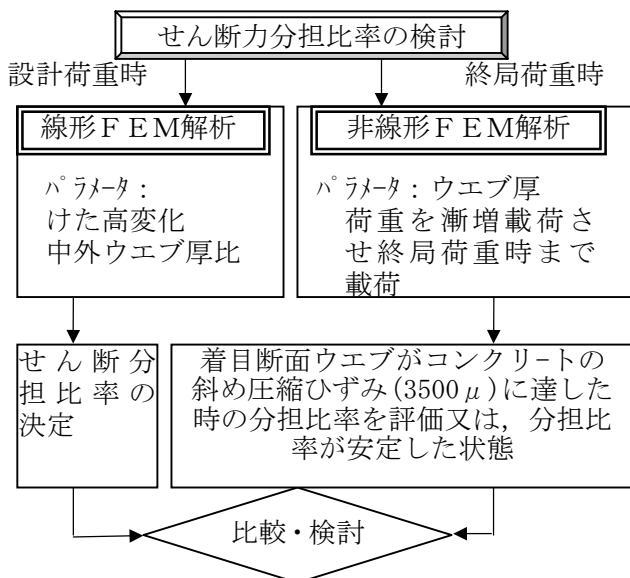 せん断力分担比率の検討
設計荷重時
終局荷重時
線形ＦＥＭ解析
ﾊﾟﾗﾒｰﾀ：
けた高変化
中外ウエブ厚比
非線形ＦＥＭ解析
ﾊﾟﾗﾒｰﾀ：ウエブ厚
荷重を漸増載荷さ
せ終局荷重時まで
載荷
せん断分
担比率の
決定
着目断面ウエブがコンクリｰトの
斜め圧縮ひずみ(3500μ)に達した
時の分担比率を評価又は，分担比
率が安定した状態
比較・検討